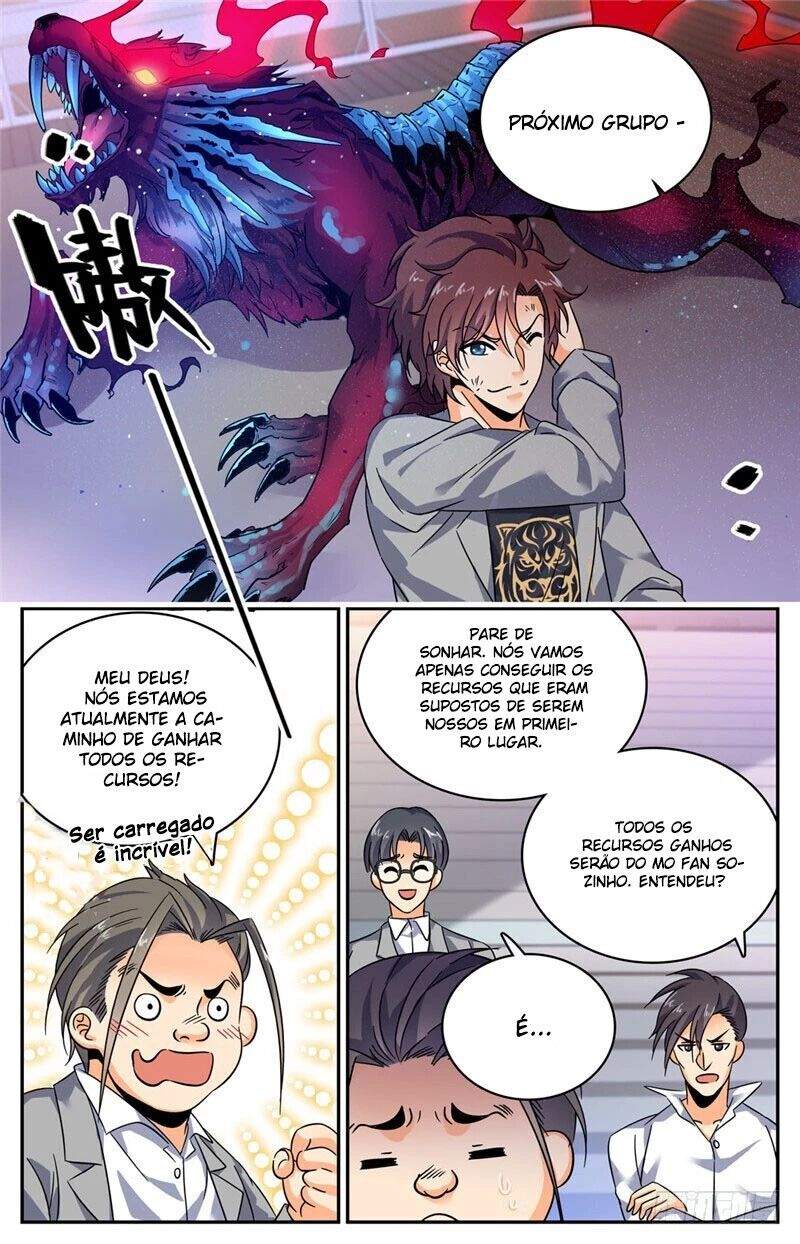 PRÓXIMO GRUPO -
嗷
MEU DEUS!
NÓS ESTAMOS
ATUALMENTE A CA-
MINHO DE GANHAR
TODOS OS RE-
CURSOS!
Ser carregado
é incrível!
PARE DE
SONHAR. NÓS VAMOS
APENAS CONSEGUIR OS
RECURSOS QUE ERAM
SUPOSTOS DE SEREM
NOSSOS EM PRIMEI-
RO LUGAR.
TODOS OS
RECURSOS GANHOS
SERÃO DO MO FAN SO-
ZINHO. ENTENDEU?
É...